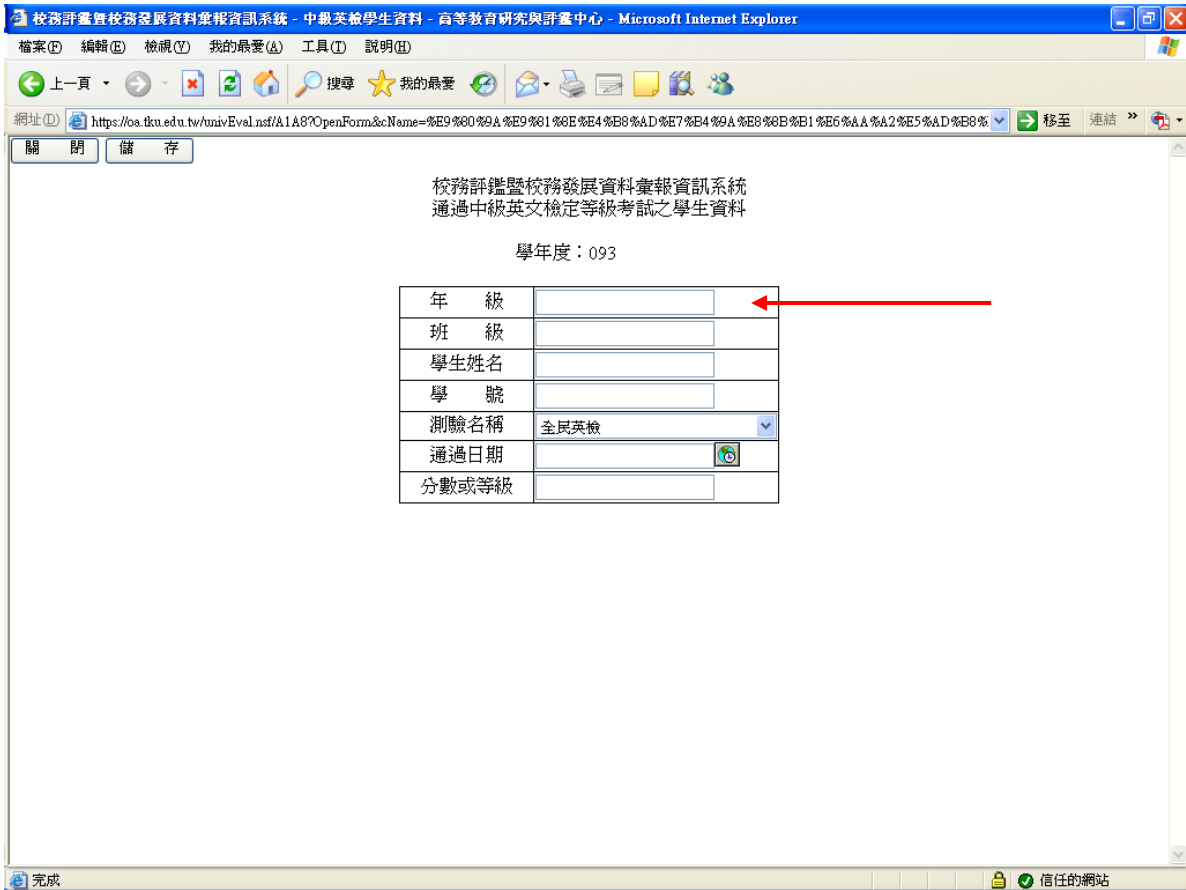 校務評鑑暨校務發展資料彙報資訊系統 - 中級英檢學生資料 - 高等教育研究與評鑑中心 - Microsoft Internet Explorer
檔案(F) 編輯(E) 檢視(V) 我的最愛(A) 工具(T) 說明(H)
上一頁 搜尋 我的最愛
網址(D) https://oa.tku.edu.tw/univEval.nsf/A1A8?OpenForm&cName=%E9%80%9A%E9%81%8E%E4%B8%AD%E7%B4%9A%E8%8B%B1%E6%AA%A2%E5%AD%B8% 移至 連結 »
關 閉 儲 存
校務評鑑暨校務發展資料彙報資訊系統
通過中級英文檢定等級考試之學生資料
學年度：093
年 級
班 級
學生姓名
學 號
測驗名稱 全民英檢
通過日期
分數或等級
完成 信任的網站